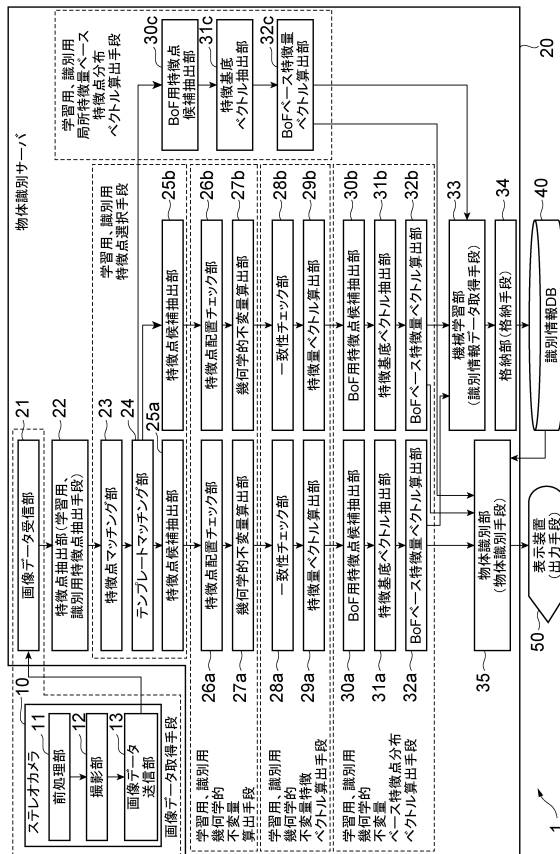 1
10
ステレオカメラ
11
前処理部
12
撮影部
13
画像データ
送信部
画像データ取得手段
物体識別サーバ
20
21
画像データ受信部
22
特徴点抽出部(学習用、
識別用特徴点抽出手段)
学習用、識別用
特徴点選択手段
23
特徴点マッチング部
24
テンプレートマッチング部
25a
特徴点候補抽出部
25b
特徴点候補抽出部
学習用、識別用
幾何学的
不変量
算出手段
26a
特徴点配置チェック部
27a
幾何学的不変量算出部
26b
特徴点配置チェック部
27b
幾何学的不変量算出部
学習用、識別用
幾何学的
不変量特徴
ベクトル算出手段
28a
一致性チェック部
29a
特徴量ベクトル算出部
28b
一致性チェック部
29b
特徴量ベクトル算出部
学習用、識別用
幾何学的
不変量
ベース特徴点分布
ベクトル算出手段
30a
BoF用特徴点候補抽出部
31a
特徴基底ベクトル抽出部
32a
BoFベース特徴量ベクトル算出部
30b
BoF用特徴点候補抽出部
31b
特徴基底ベクトル抽出部
32b
BoFベース特徴量ベクトル算出部
学習用、識別用
局所特徴量ベース
特徴点分布
ベクトル算出手段
30c
BoF用特徴点
候補抽出部
31c
特徴基底
ベクトル抽出部
32c
BoFベース特徴量
ベクトル算出部
33
機械学習部
(識別情報データ取得手段)
34
格納部(格納手段)
35
物体識別部
(物体識別手段)
40
識別情報DB
50
表示装置
(出力手段)